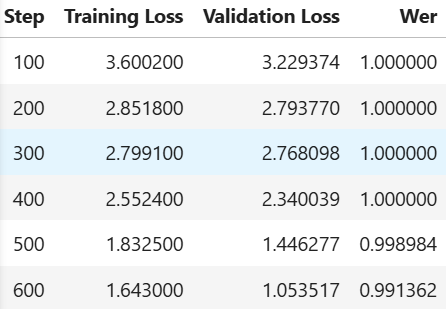 Step Training Loss Validation Loss Wer
100 3.600200 3.229374 1.000000
200 2.851800 2.793770 1.000000
300 2.799100 2.768098 1.000000
400 2.552400 2.340039 1.000000
500 1.832500 1.446277 0.998984
600 1.643000 1.053517 0.991362